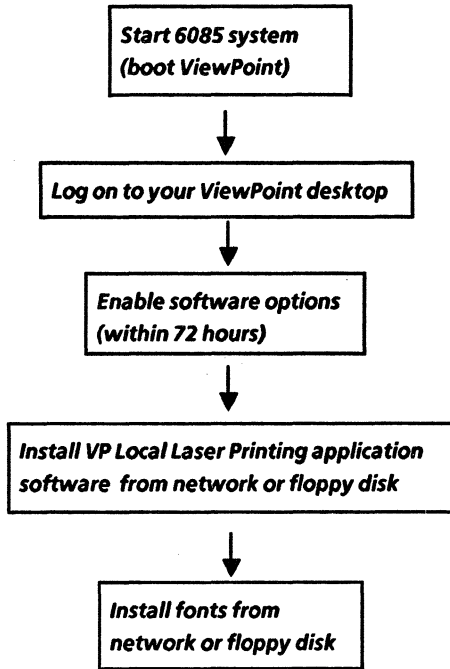 Start 6085 system
(boot ViewPoint)
Log on to your ViewPoint desktop
Enable software options
(within 72 hours)
Install VP Local Laser Printing application
software from network or floppy disk
Install fonts from
network or floppy disk